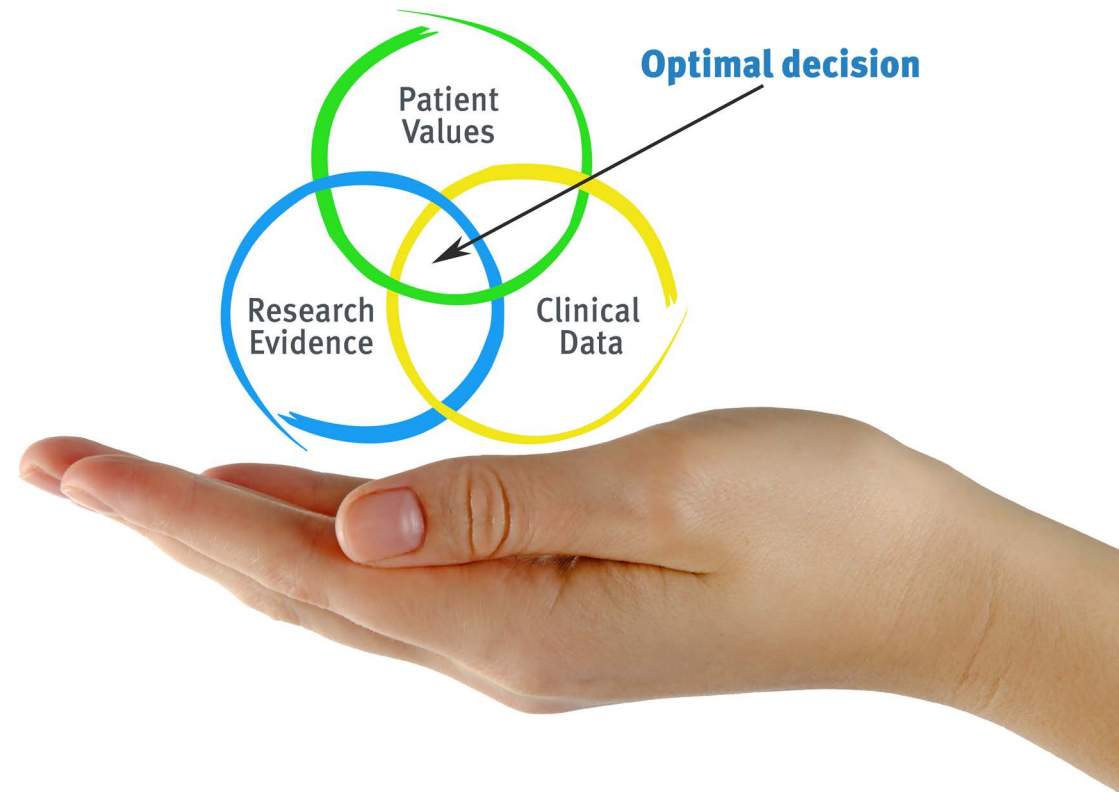 Optimal decision
Patient
Values
Research
Evidence
Clinical
Data